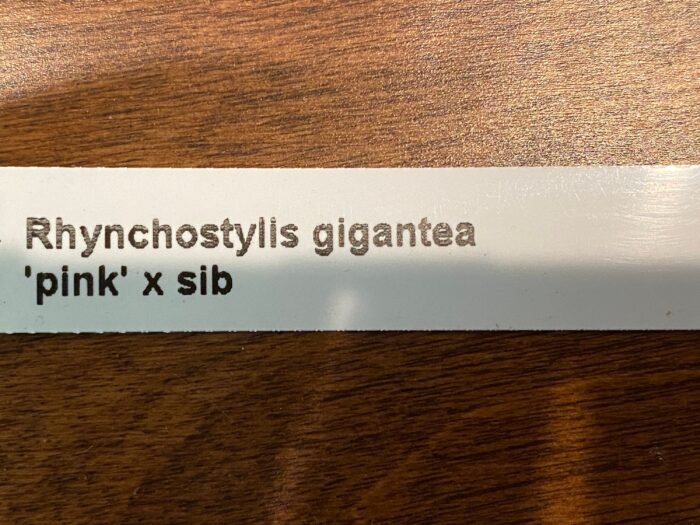 Rhynchostylis gigantea
'pink' x sib